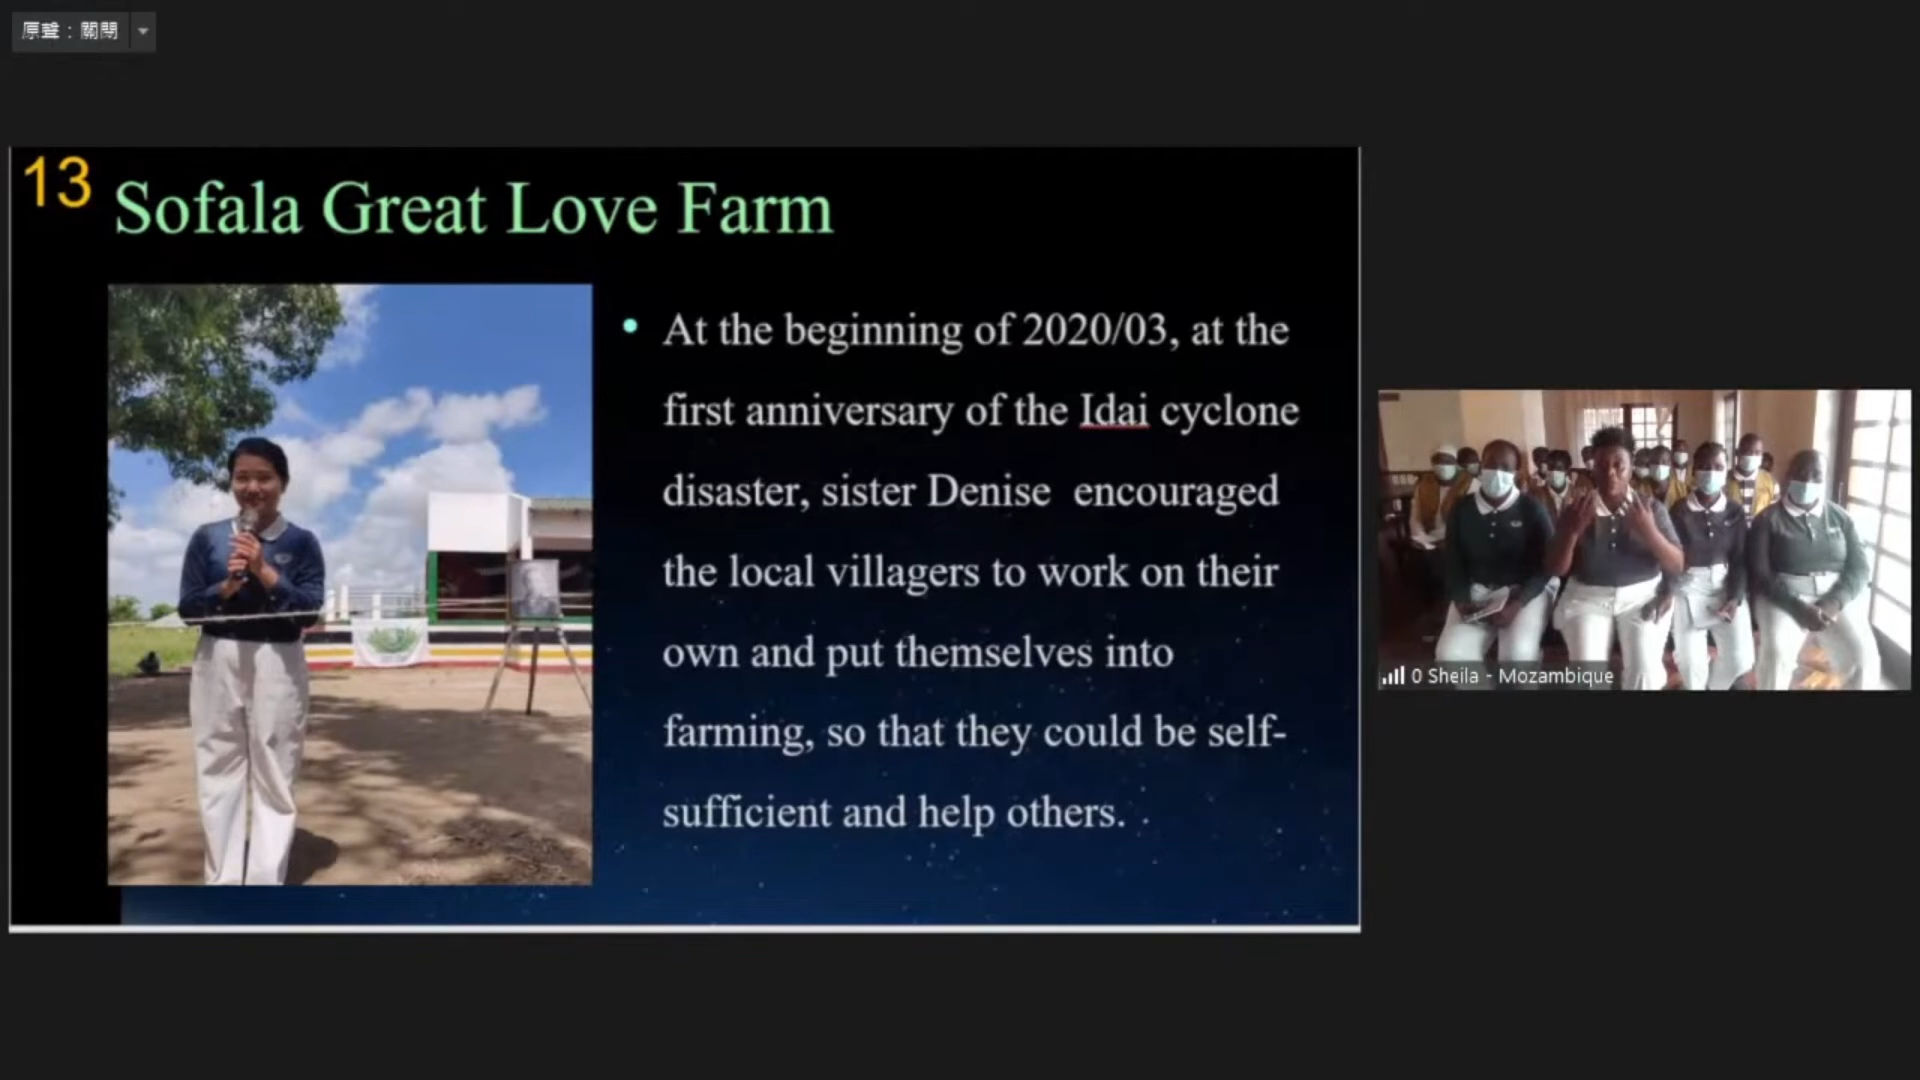 原聲：關閉
13
Sofala Great Love Farm
• At the beginning of 2020/03, at the
first anniversary of the Idai cyclone
disaster, sister Denise encouraged
the local villagers to work on their
own and put themselves into
farming, so that they could be self-
sufficient and help others.
0 Sheila - Mozambique